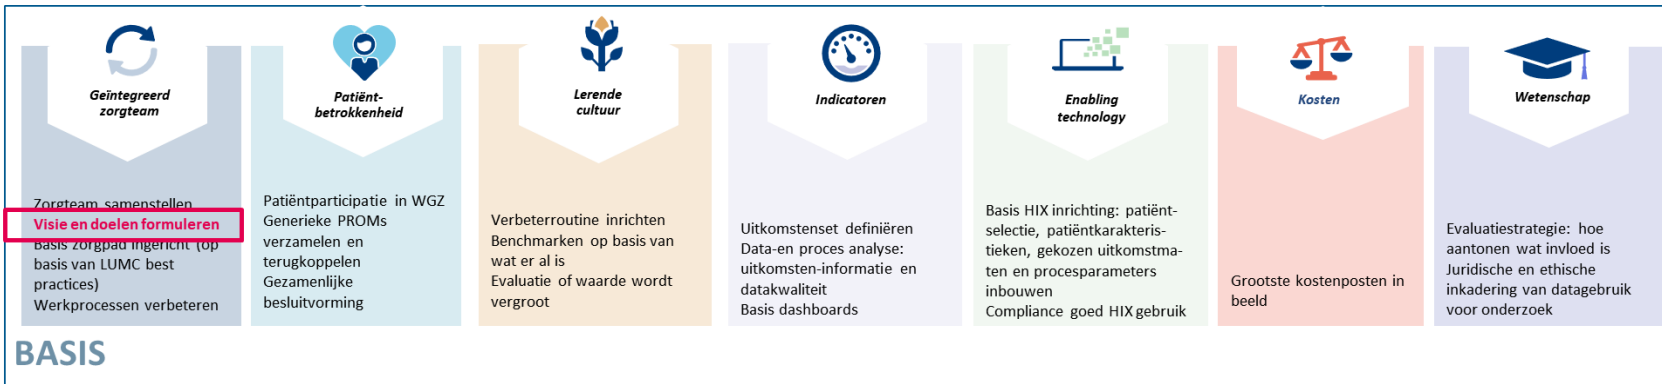 Geïntegreerd
zorgteam
Zorgteam samenstellen
Visie en doelen formuleren
Basis zorgpad ingericht (op
basis van LUMC best
practices)
Werkprocessen verbeteren
Patiënt-
betrokkenheid
Patiëntparticipatie in WGZ
Generieke PROMs
verzamelen en
terugkoppelen
Gezamenlijke
besluitvorming
Lerende
cultuur
Verbeterroutine inrichten
Benchmarken op basis van
wat er al is
Evaluatie of waarde wordt
vergroot
Indicatoren
Uitkomstenset definiëren
Data-en proces analyse:
uitkomsten-informatie en
datakwaliteit
Basis dashboards
Enabling
technology
Basis HIX inrichting: patiënt-
selectie, patiëntkarakteris-
tieken, gekozen uitkomstma-
ten en procesparameters
inbouwen
Compliance goed HIX gebruik
Kosten
Grootste kostenposten in
beeld
Wetenschap
Evaluatiestrategie: hoe
aantonen wat invloed is
Juridische en ethische
inkadering van datagebruik
voor onderzoek
BASIS